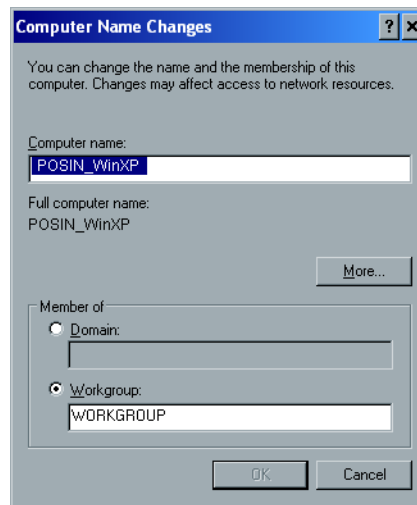 Computer Name Changes
You can change the name and the membership of this
computer. Changes may affect access to network resources.
Computer name:
POSIN_WinXP
Full computer name:
POSIN_WinXP
More...
Member of
Domain:
Workgroup:
WORKGROUP
OK Cancel